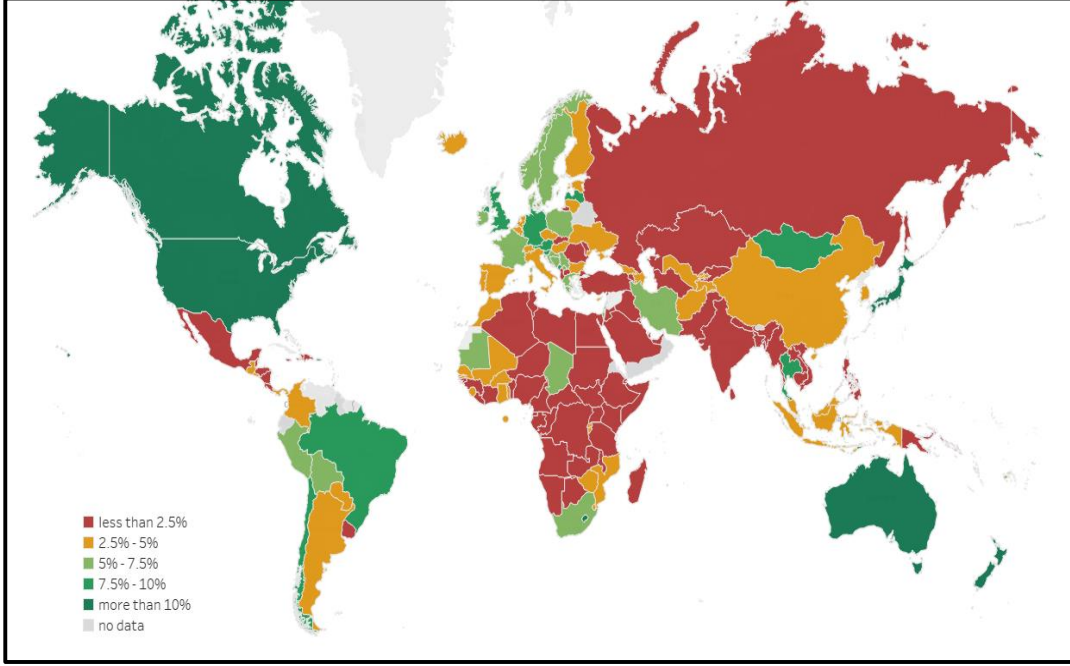 less than 2.5%
2.5% - 5%
5% - 7.5%
7.5% - 10%
more than 10%
no data